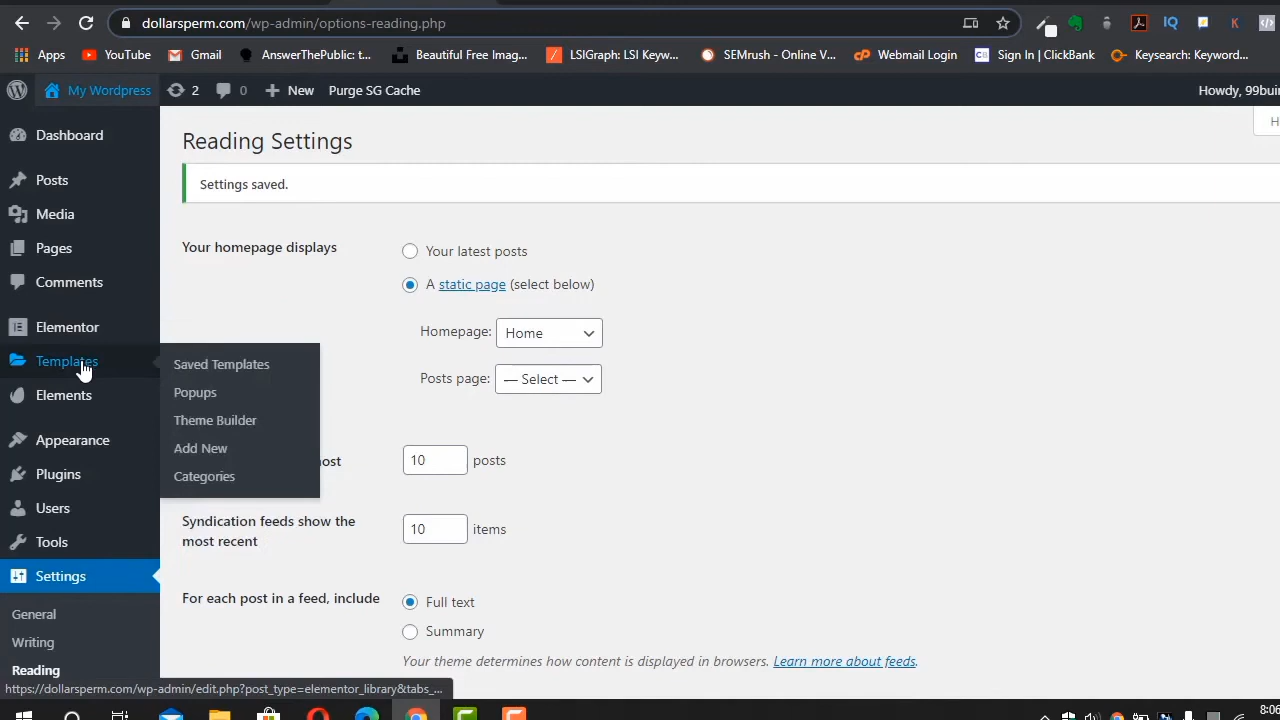 dollarsperm.com/wp-admin/options-reading.php
Apps YouTube Gmail AnswerThePublic: t... Beautiful Free Imag... LSIGraph: LSI Keyw... SEMrush - Online V... Webmail Login Sign In | ClickBank Keysearch: Keyword...
My Wordpress 2 0 New Purge SG Cache Howdy, 99buin
H
Dashboard
Posts
Media
Pages
Comments
Elementor
Templates
Elements
Appearance
Plugins
Users
Tools
Settings
General
Writing
Reading
Saved Templates
Popups
Theme Builder
Add New
Categories
Reading Settings
Settings saved.
Your homepage displays
Your latest posts
A static page (select below)
Homepage: Home
Posts page: — Select —
ost
10 posts
Syndication feeds show the
most recent
10 items
For each post in a feed, include
Full text
Summary
Your theme determines how content is displayed in browsers. Learn more about feeds.
https://dollarsperm.com/wp-admin/edit.php?post_type=elementor_library&tabs_...
8:06